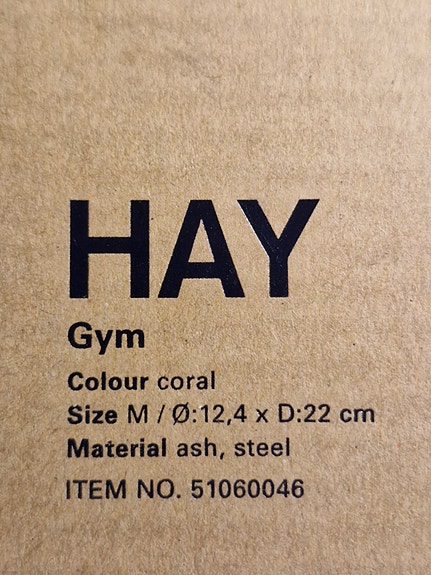 HAY
Gym
Colour coral
Size M / Ø:12,4 x D:22 cm
Material ash, steel
ITEM NO. 51060046